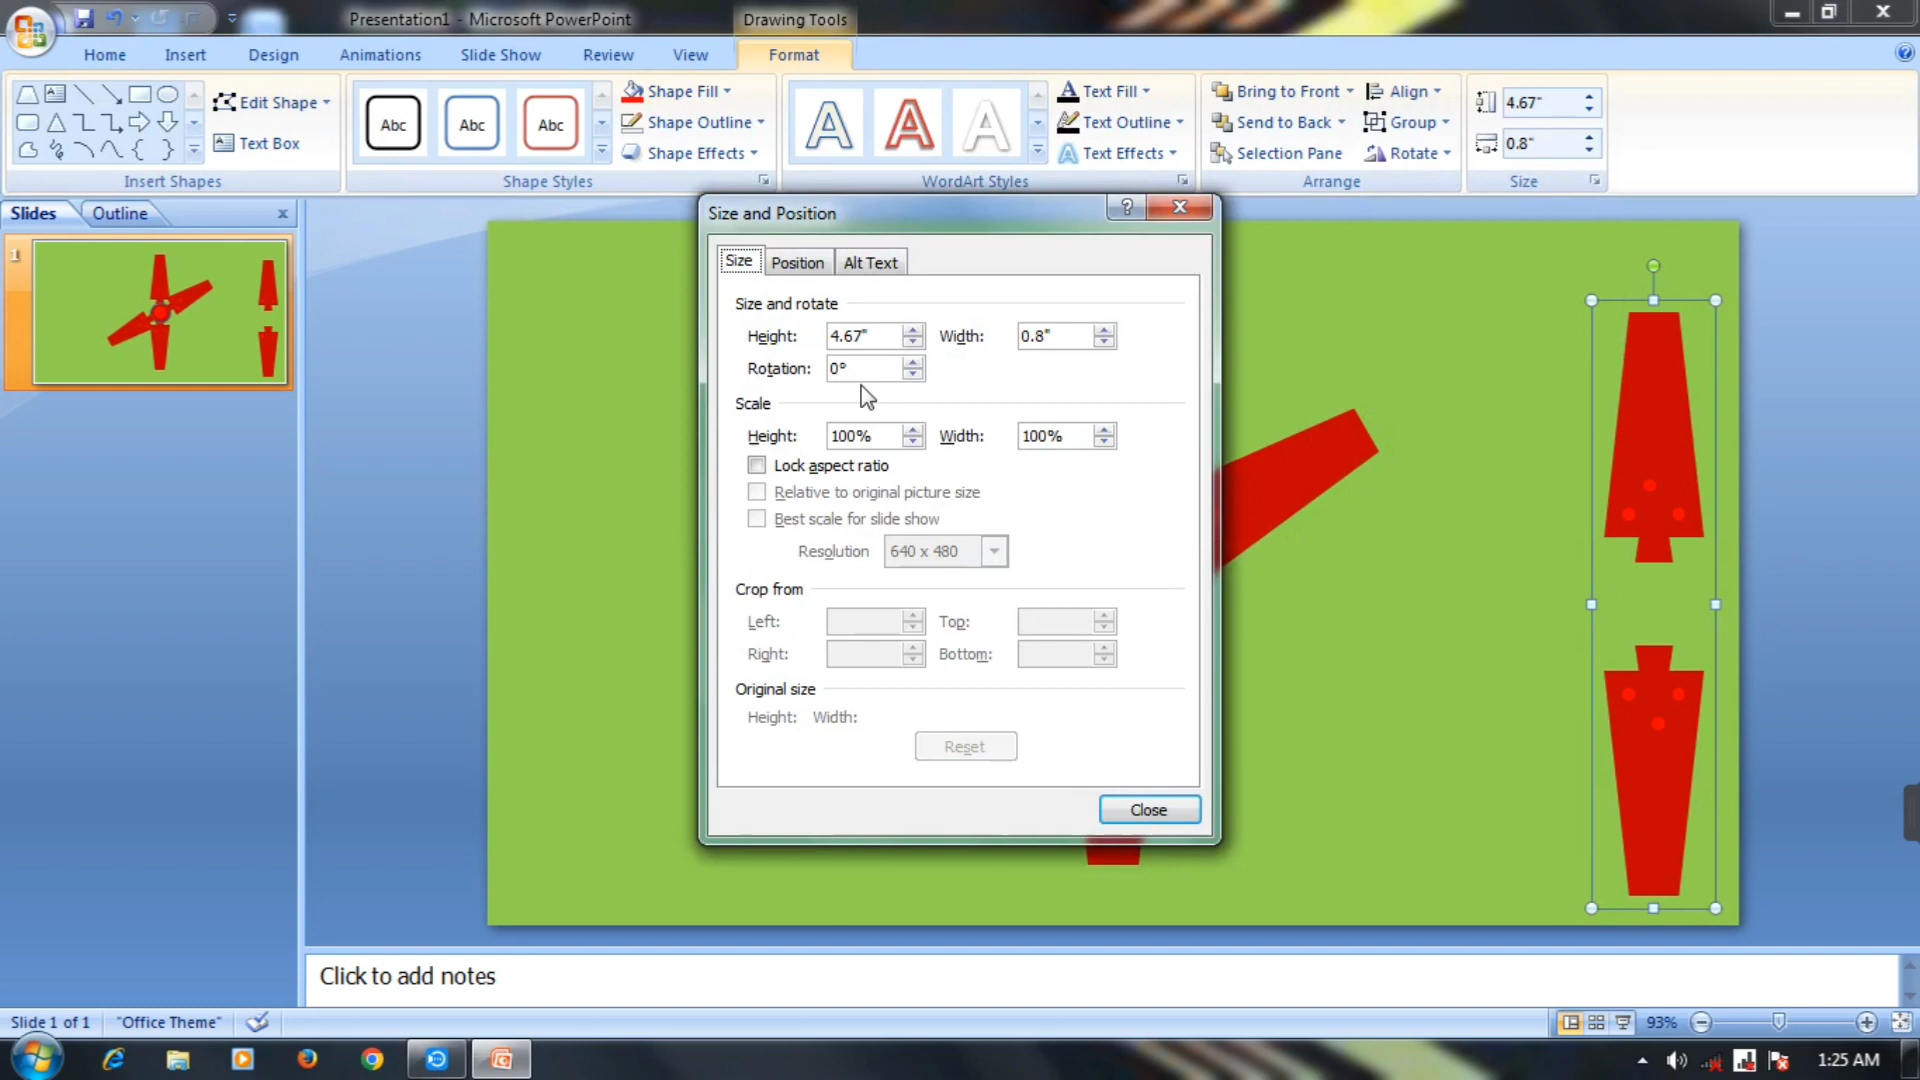 Presentation1 - Microsoft PowerPoint
Drawing Tools
Home
Insert
Design
Animations
Slide Show
Review
View
Format
Edit Shape
Text Box
Insert Shapes
Abc
Abc
Abc
Shape Fill
Shape Outline
Shape Effects
Shape Styles
A
A
A
Text Fill
Text Outline
Text Effects
WordArt Styles
Bring to Front
Send to Back
Selection Pane
Align
Group
Rotate
Arrange
4.67"
0.8"
Size
Slides
Outline
x
1
Size and Position
?
Size
Position
Alt Text
Size and rotate
Height: 4.67" Width: 0.8"
Rotation: 0°
Scale
Height: 100% Width: 100%
Lock aspect ratio
Relative to original picture size
Best scale for slide show
Resolution 640 x 480
Crop from
Left: Top:
Right: Bottom:
Original size
Height: Width:
Reset
Close
Click to add notes
Slide 1 of 1
"Office Theme"
93%
1:25 AM